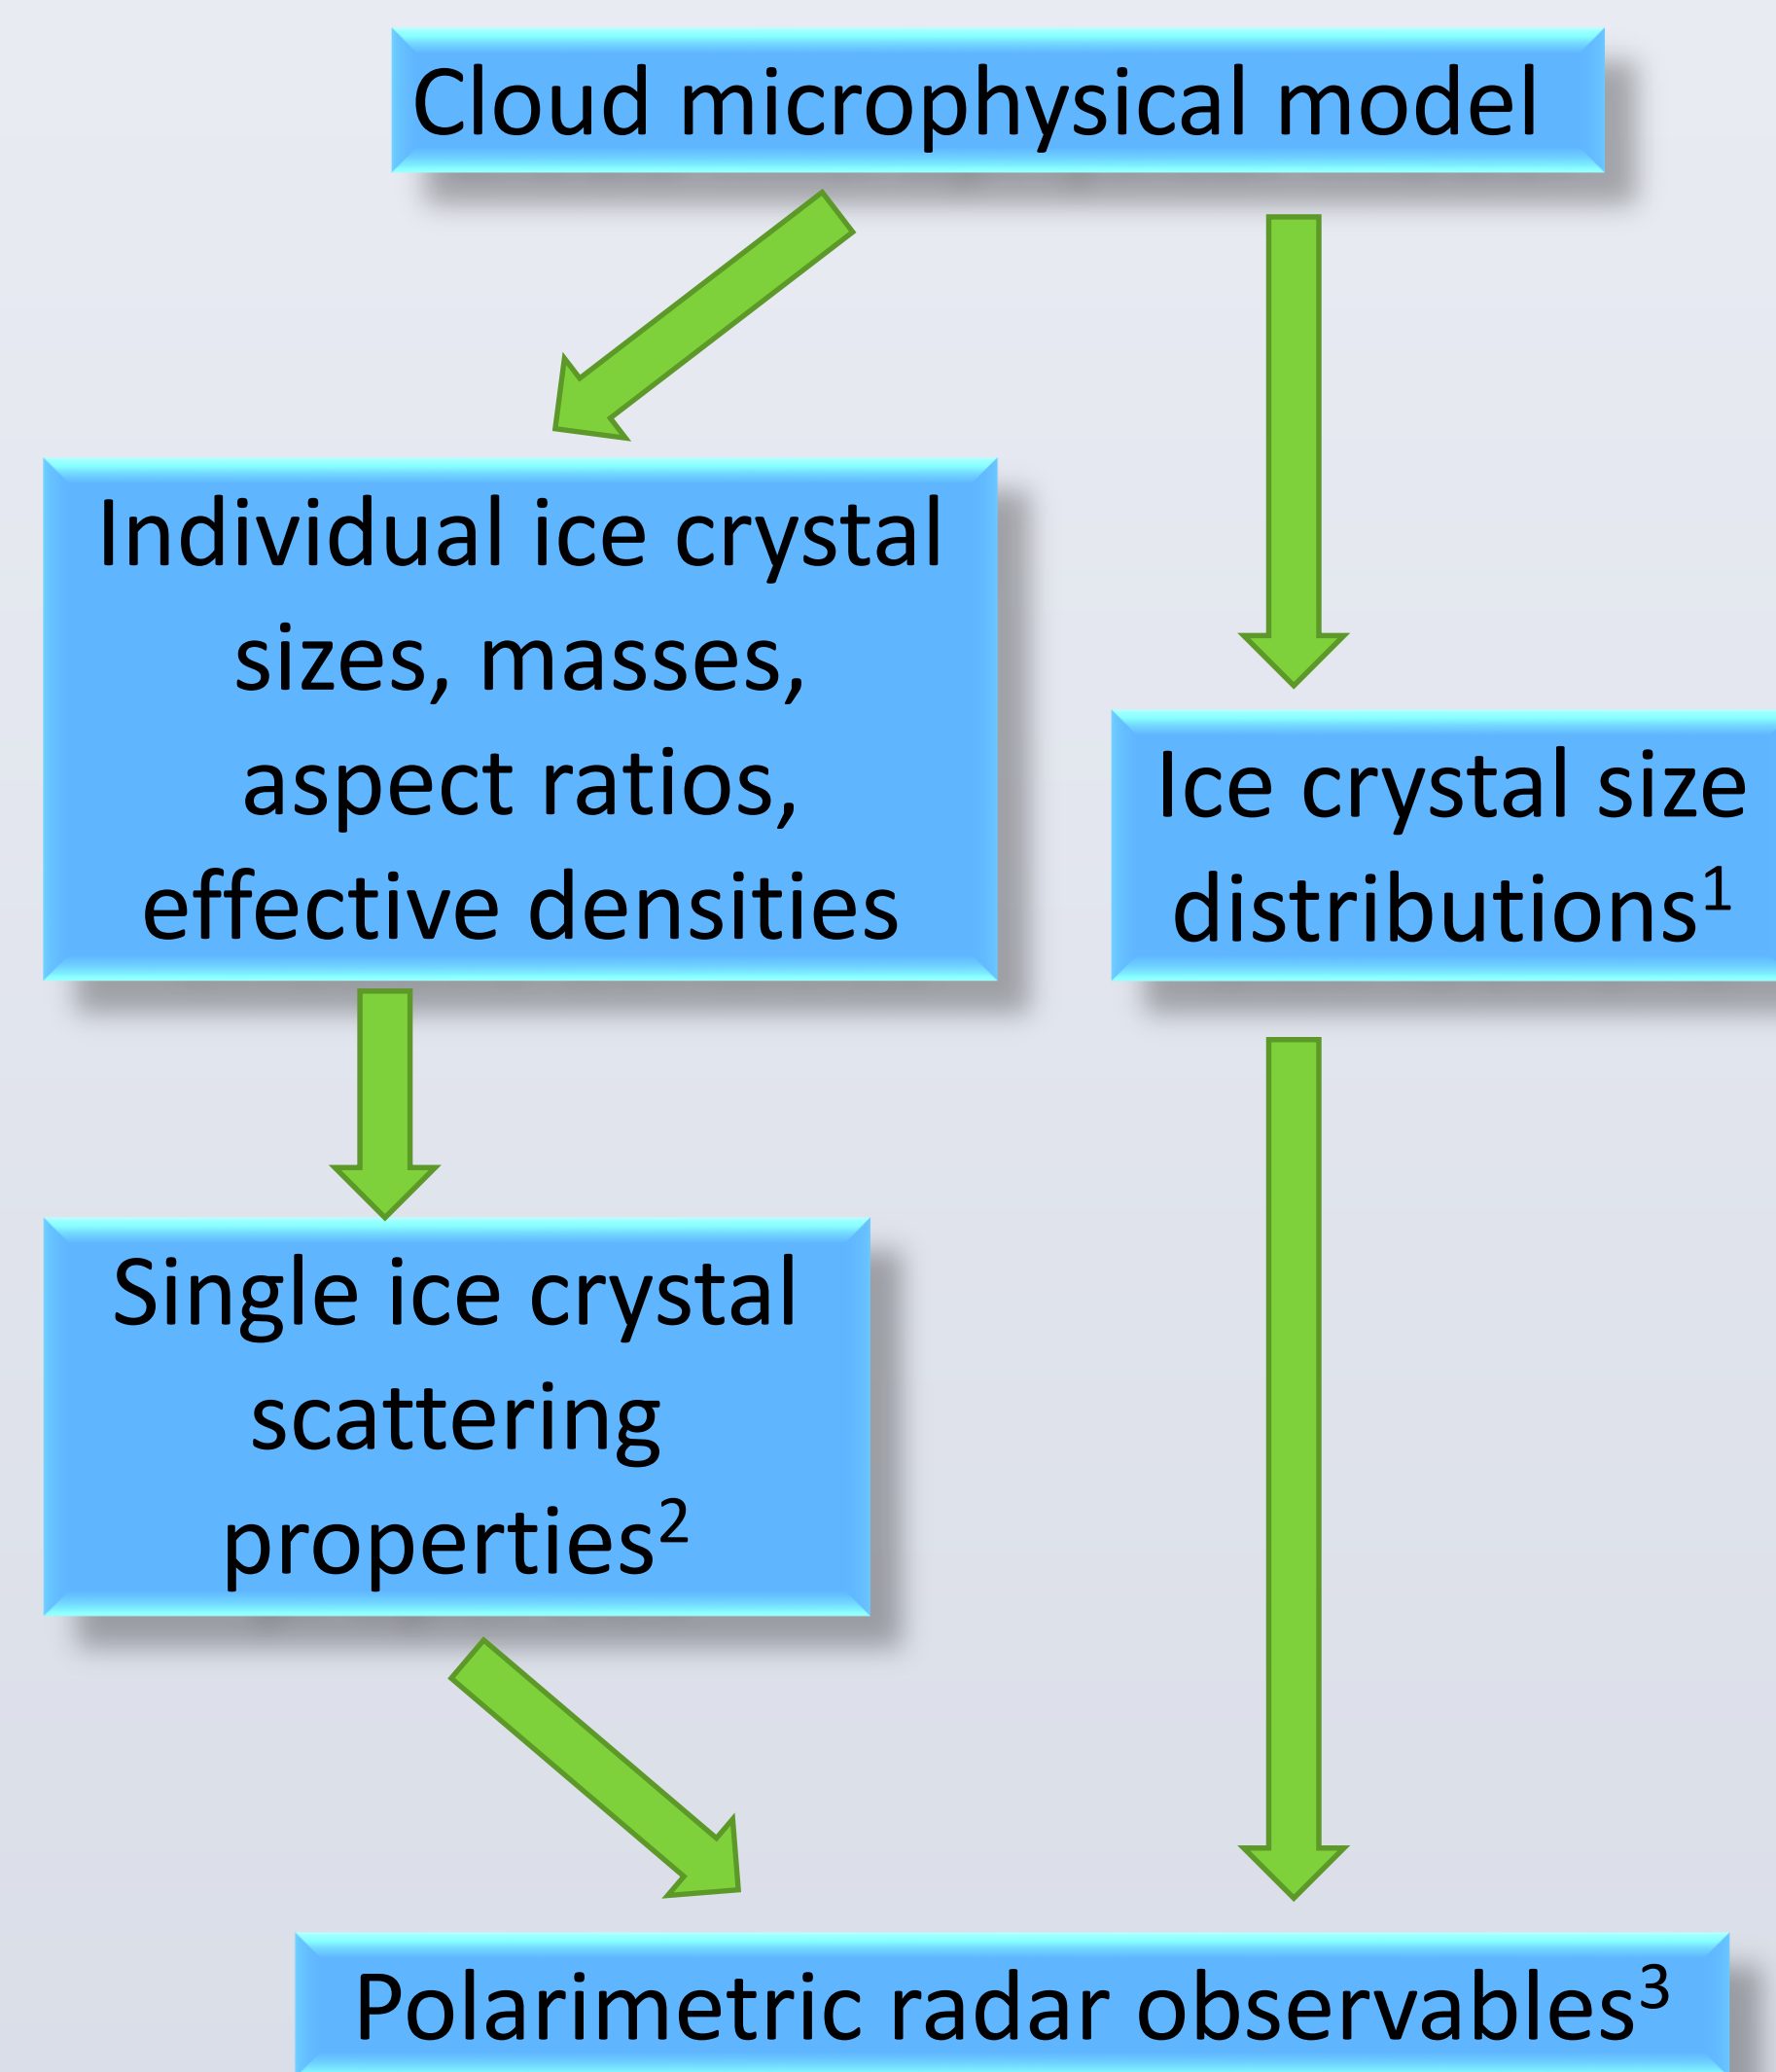 Cloud microphysical model
Individual ice crystal
sizes, masses,
aspect ratios,
effective densities
Ice crystal size
distributions¹
Single ice crystal
scattering
properties²
Polarimetric radar observables³